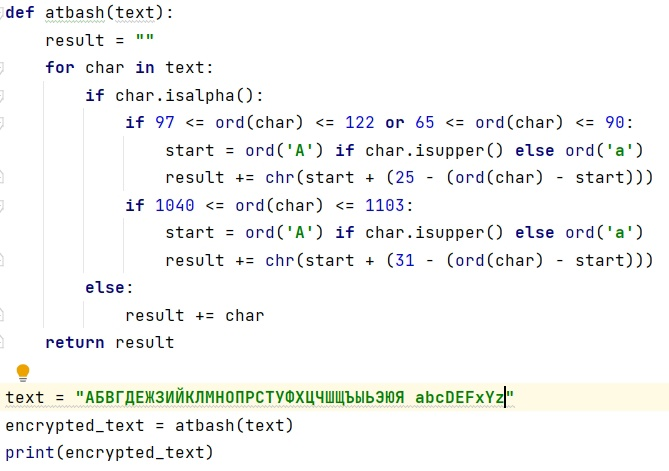 def atbash(text):
    result = ""
    for char in text:
        if char.isalpha():
            if 97 <= ord(char) <= 122 or 65 <= ord(char) <= 90:
                start = ord('A') if char.isupper() else ord('a')
                result += chr(start + (25 - (ord(char) - start)))
            if 1040 <= ord(char) <= 1103:
                start = ord('А') if char.isupper() else ord('а')
                result += chr(start + (31 - (ord(char) - start)))
        else:
            result += char
    return result
text = "АБВГДЕЖЗИЙКЛМНОПРСТУФХЦЧШЩЪЫЬЭЮЯ abcDEFxYz"
encrypted_text = atbash(text)
print(encrypted_text)